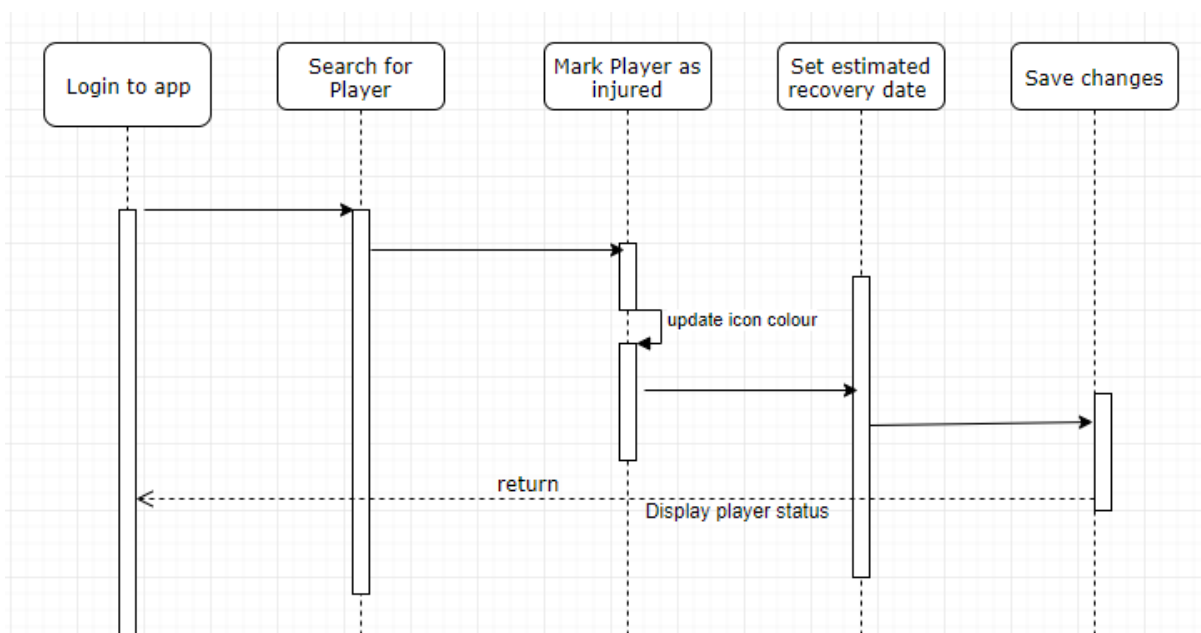 Login to app
Search for
Player
Mark Player as
injured
Set estimated
recovery date
Save changes
update icon colour
return
Display player status